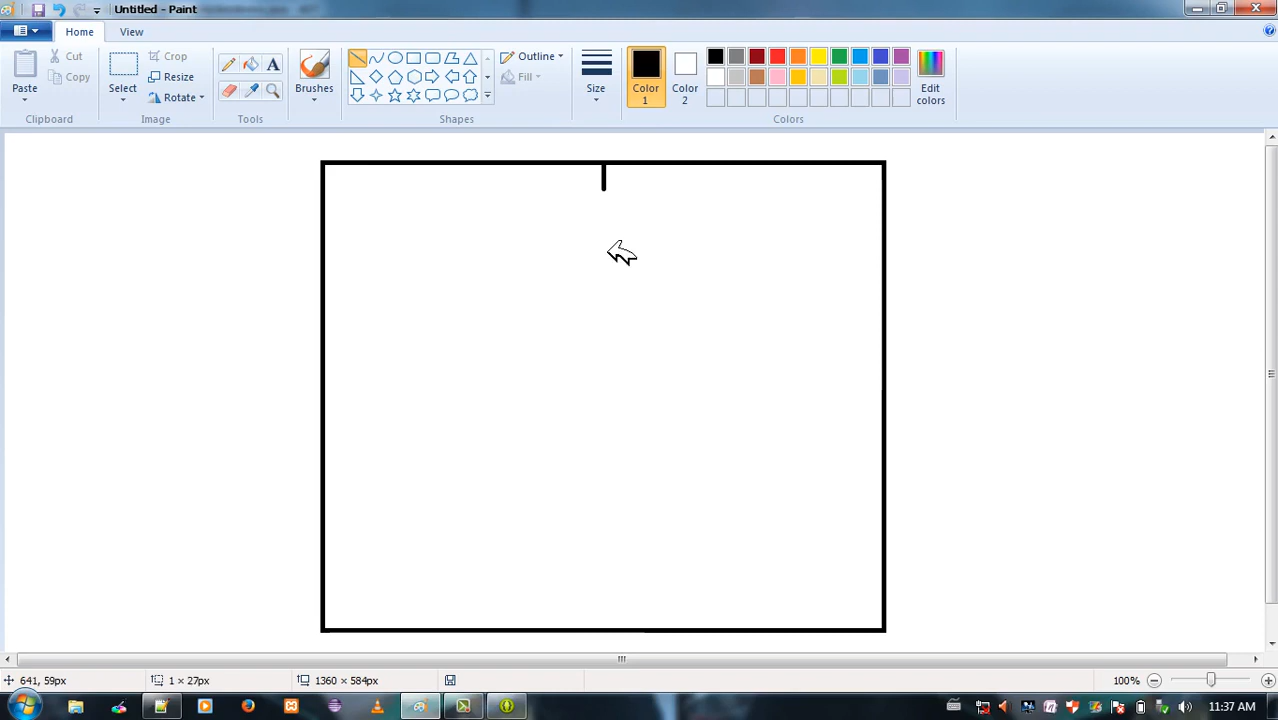 Untitled - Paint
Home View
Paste
Cut
Copy
Clipboard
Select
Crop
Resize
Rotate
Image
A
Tools
Brushes
Shapes
Outline
Fill
Size
Color 1
Color 2
Edit colors
Colors
641, 59px
1 × 27px
1360 × 584px
100%
11:37 AM